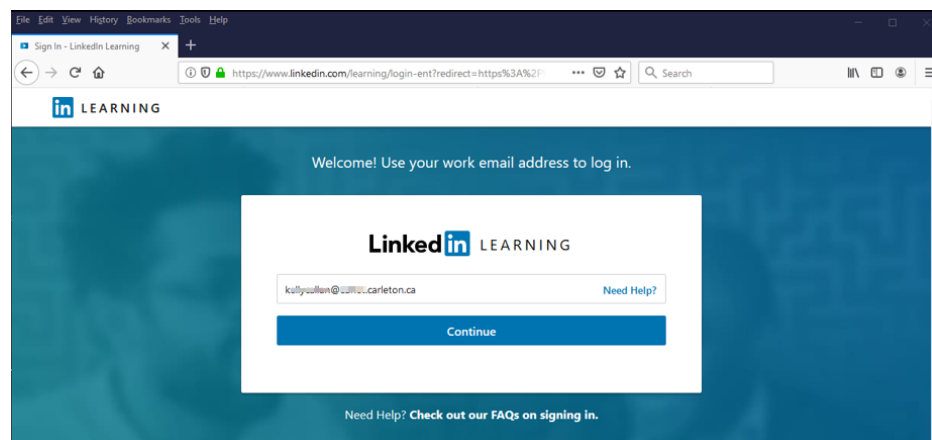 File Edit View History Bookmarks Tools Help
Sign In - LinkedIn Learning
https://www.linkedin.com/learning/login-ent?redirect=https%3A%2F
Search
in LEARNING
Welcome! Use your work email address to log in.
Linked in LEARNING
carleton.ca Need Help?
Continue
Need Help? Check out our FAQs on signing in.